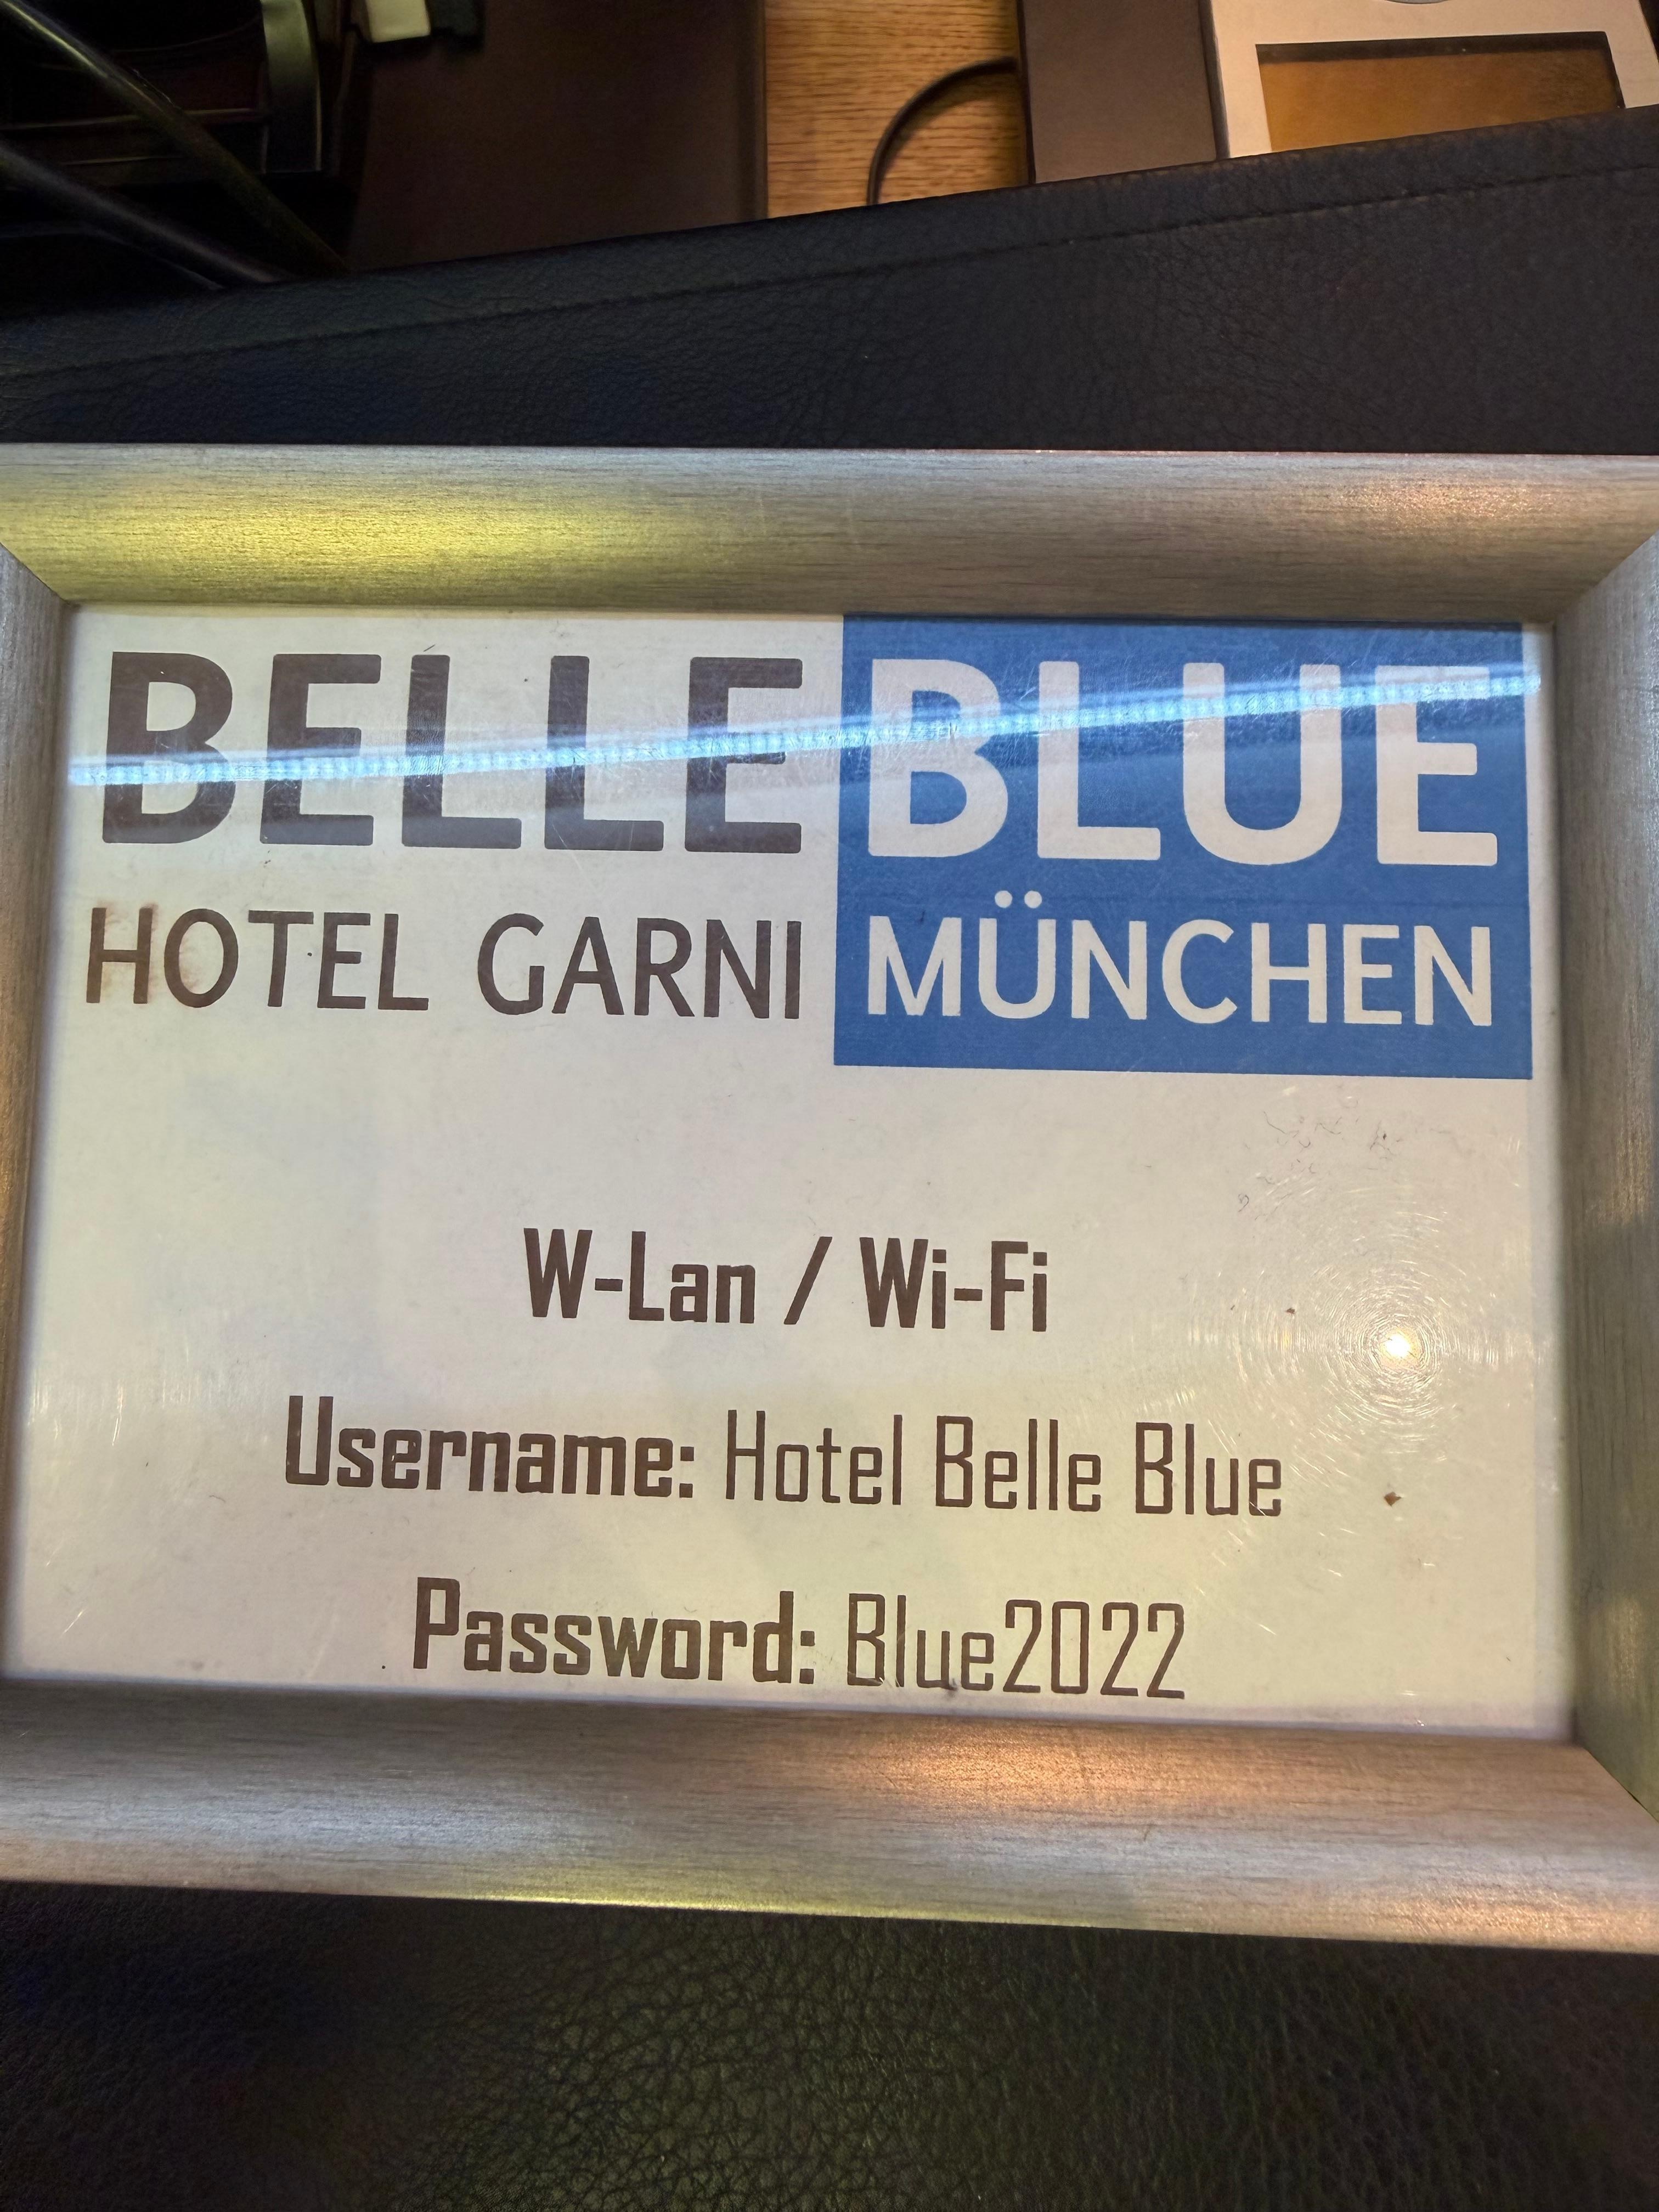 BELLE BLUE
HOTEL GARNI MÜNCHEN
W-Lan / Wi-Fi
Username: Hotel Belle Blue
Password: Blue2022